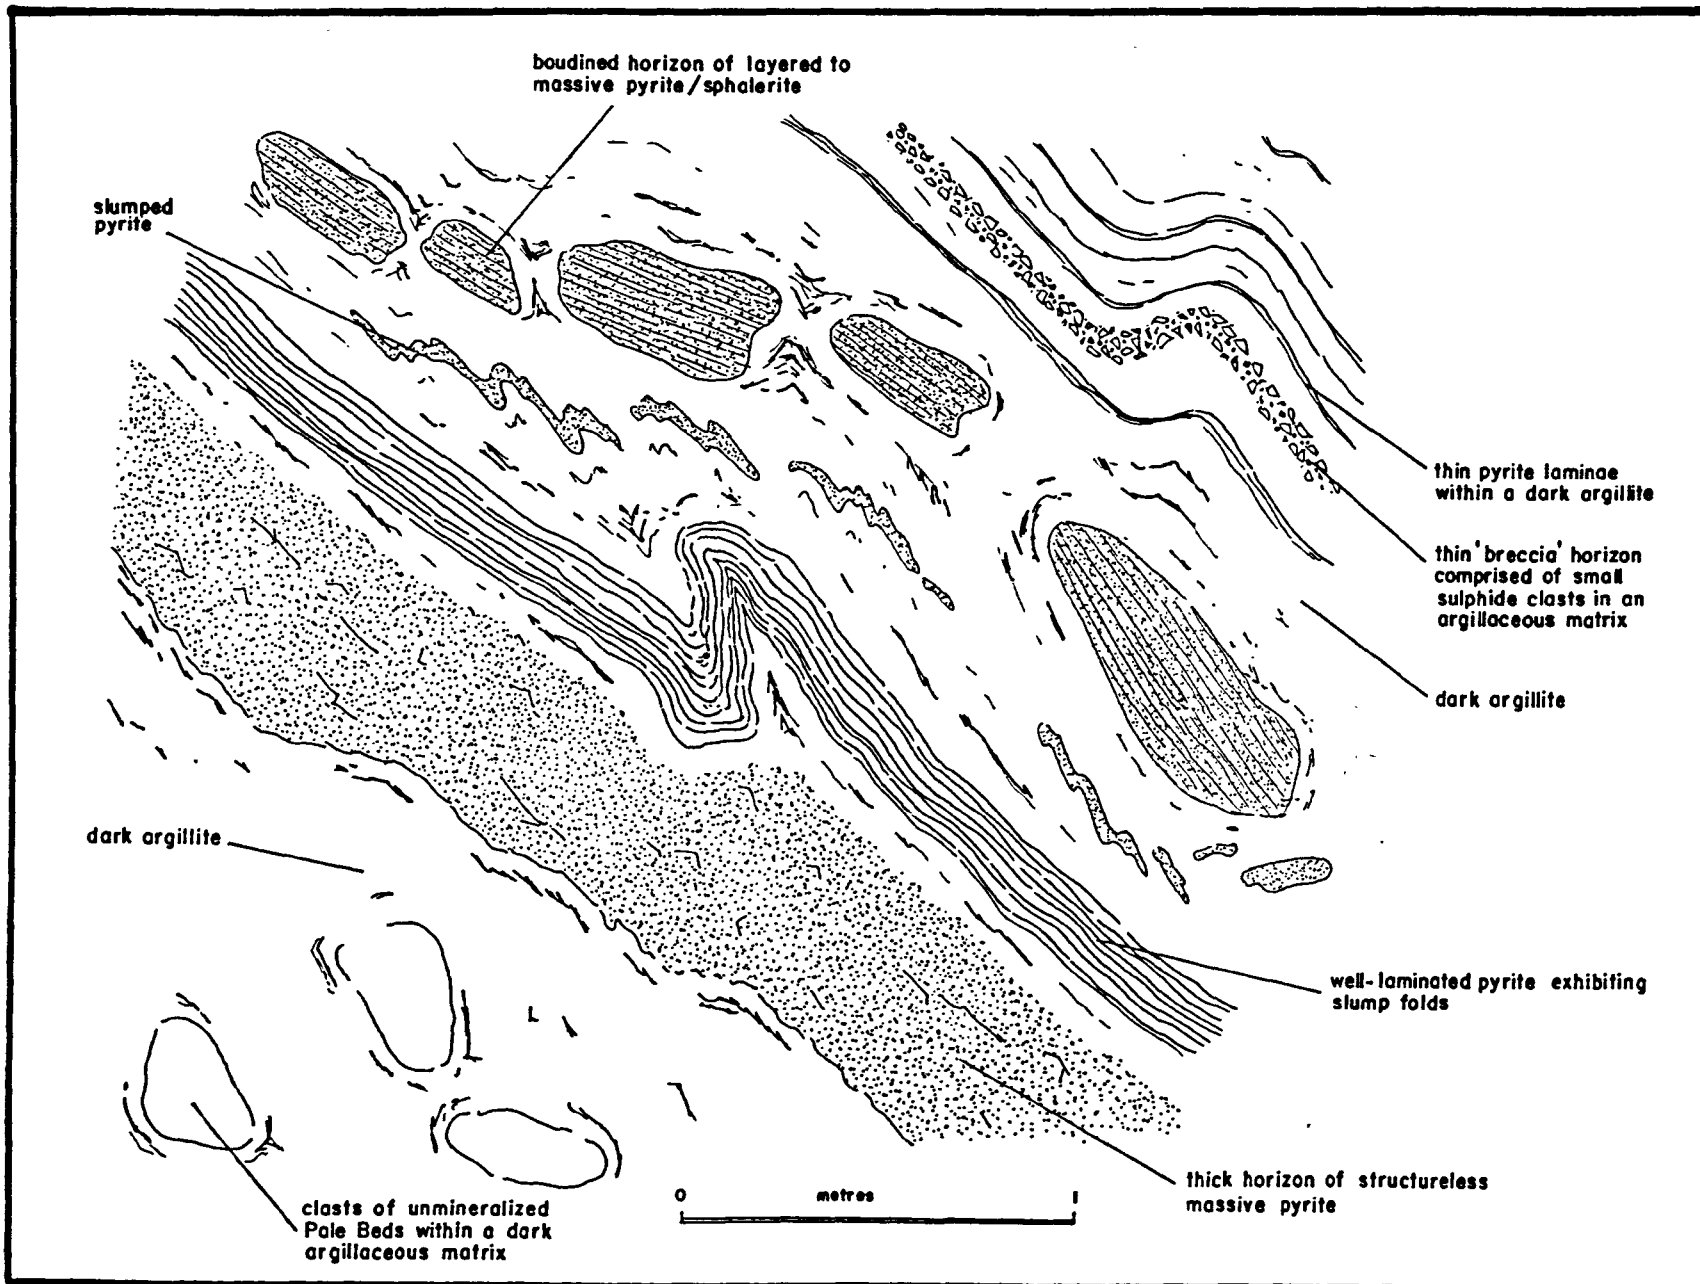 boudined horizon of layered to
massive pyrite/sphalerite
slumped
pyrite
thin pyrite laminae
within a dark argillite
thin 'breccia' horizon
comprised of small
sulphide clasts in an
argillaceous matrix
dark argillite
dark argillite
well-laminated pyrite exhibiting
slump folds
thick horizon of structureless
massive pyrite
0 metres 1
clasts of unmineralized
Pale Beds within a dark
argillaceous matrix